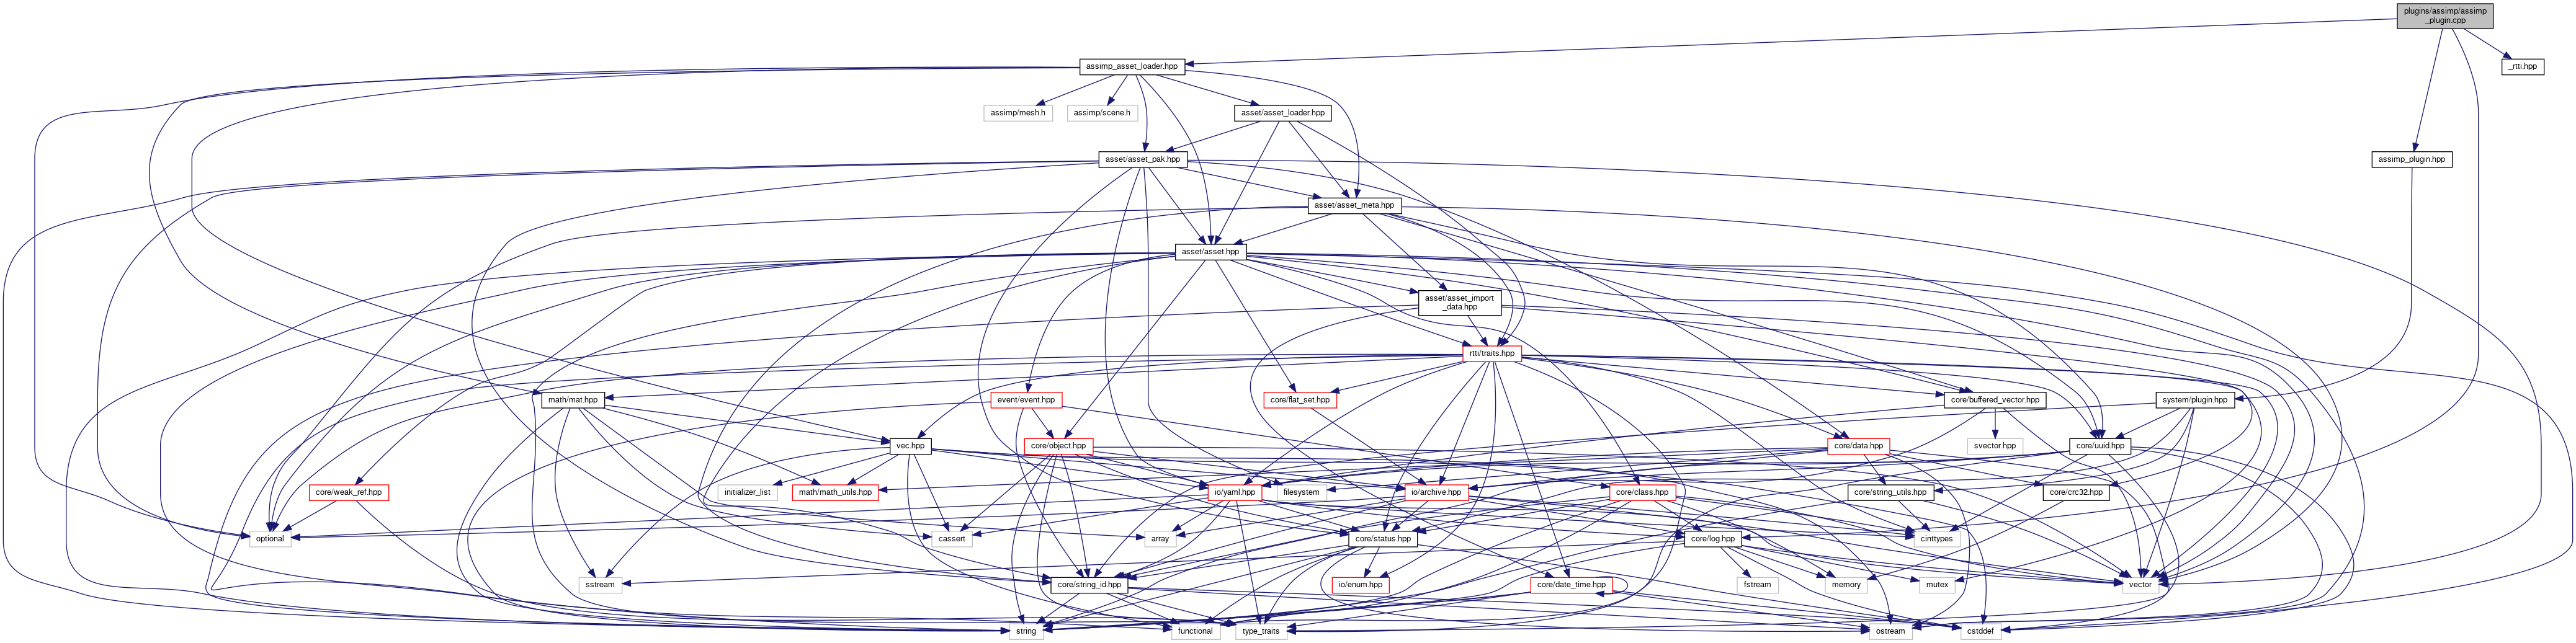 plugins/assimp/assimp
_plugin.cpp
assimp_asset_loader.hpp
_rtti.hpp
assimp/mesh.h
assimp/scene.h
asset/asset_loader.hpp
asset/asset_pak.hpp
assimp_plugin.hpp
asset/asset_meta.hpp
asset/asset.hpp
asset/asset_import
_data.hpp
rtti/traits.hpp
math/mat.hpp
event/event.hpp
core/flat_set.hpp
core/buffered_vector.hpp
system/plugin.hpp
vec.hpp
core/object.hpp
core/data.hpp
svector.hpp
core/uuid.hpp
core/weak_ref.hpp
initializer_list
math/math_utils.hpp
io/yaml.hpp
filesystem
io/archive.hpp
core/class.hpp
core/string_utils.hpp
core/crc32.hpp
optional
cassert
array
core/status.hpp
core/log.hpp
cinttypes
sstream
core/string_id.hpp
io/enum.hpp
core/date_time.hpp
fstream
memory
mutex
vector
string
functional
type_traits
ostream
cstddef